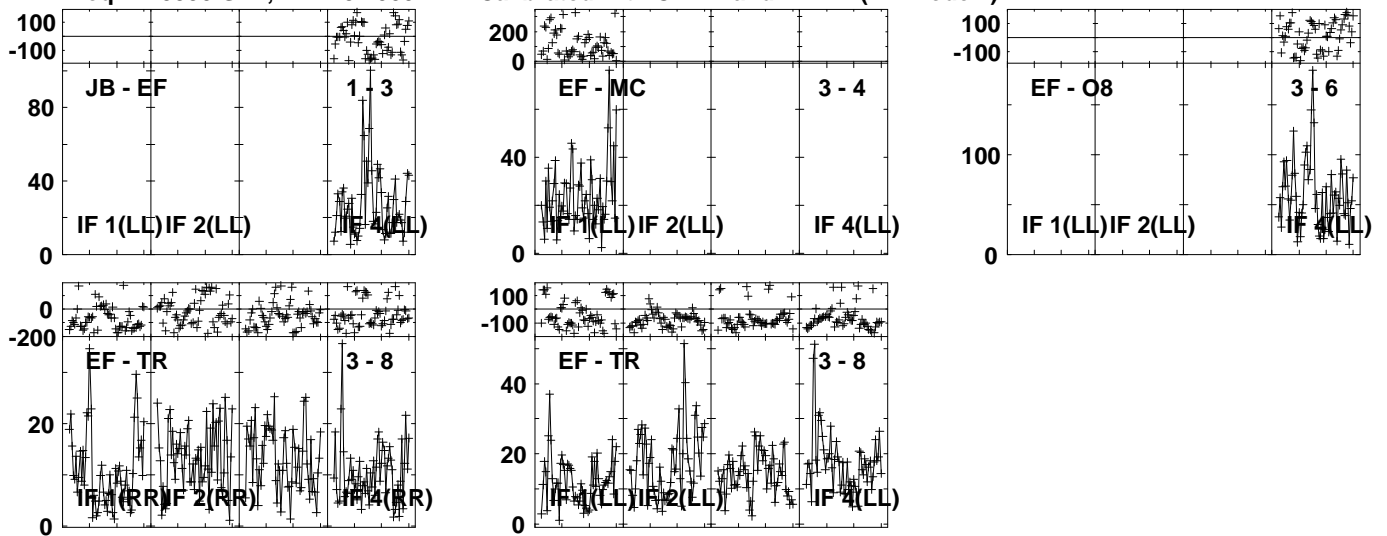 100
-100
JB - EF
1 - 3
80
40
0
IF 1(LL)
IF 2(LL)
IF 4(LL)
200
0
EF - MC
3 - 4
40
0
IF 1(LL)
IF 2(LL)
IF 4(LL)
100
-100
EF - O8
3 - 6
100
0
IF 1(LL)
IF 2(LL)
IF 4(LL)
0
-200
EF - TR
3 - 8
20
0
IF 1(RR)
IF 2(RR)
IF 4(RR)
100
-100
EF - TR
3 - 8
40
20
0
IF 1(LL)
IF 2(LL)
IF 4(LL)